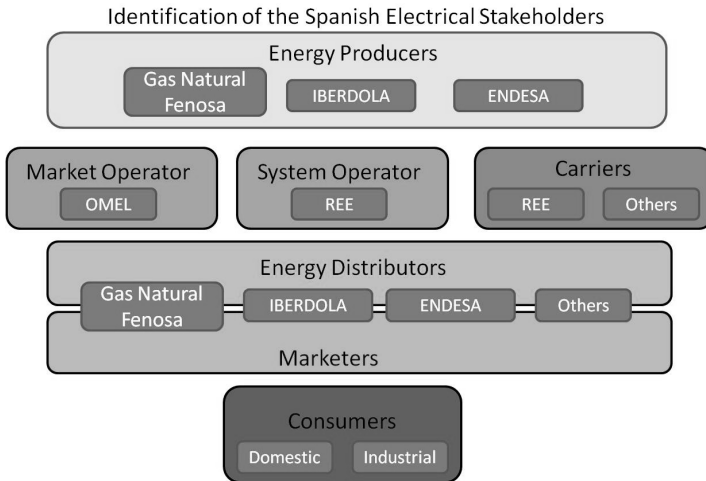 Identification of the Spanish Electrical Stakeholders
Energy Producers
Gas Natural
Fenosa
IBERDOLA
ENDESA
Market Operator
OMEL
System Operator
REE
Carriers
REE
Others
Energy Distributors
Gas Natural
Fenosa
IBERDOLA
ENDESA
Others
Marketers
Consumers
Domestic
Industrial